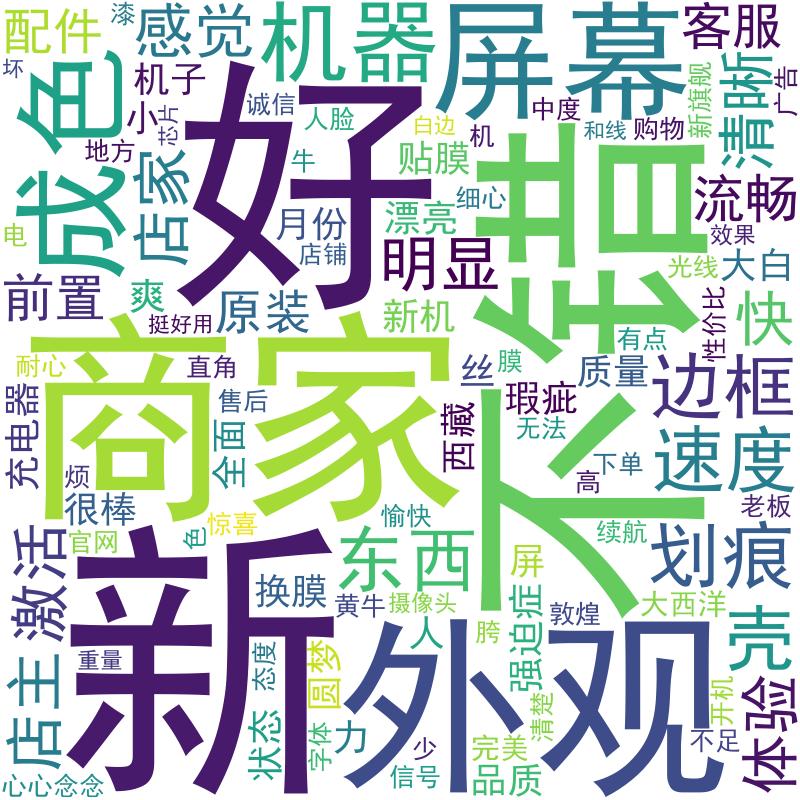 配件
漆
感觉
机器
屏幕
客服
坏
成色
机子
小
芯片
诚信
人脸
好
白边
机
中度
和线
购物
新旗舰
清晰
广告
地方
店家
牛
贴膜
细心
不错
流畅
电
月份
店铺
漂亮
明显
效果
光线
大白
前置
爽
挺好用
原装
新机
有点
性价比
快
商家
耐心
直角
售后
丝
膜
瑕疵
质量
边框
充电器
全面
西藏
无法
下单
速度
烦
很棒
高
老板
官网
色
惊喜
愉快
续航
激活
新
东西
屏
划痕
换膜
黄牛
摄像头
人
胯
强迫症
敦煌
大西洋
壳
店主
重量
态度
圆梦
外观
清楚
开机
体验
状态
字体
力
少
完美
不足
心心念念
信号
品质